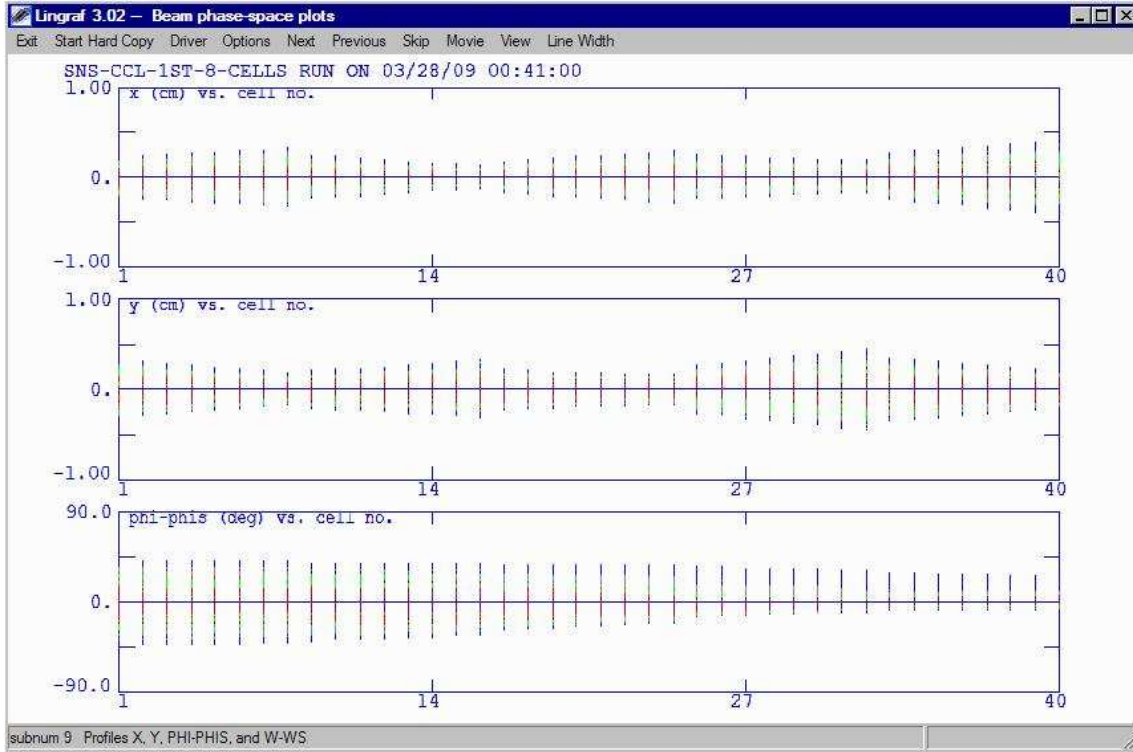 Lingraf 3.02 — Beam phase-space plots
Exit Start Hard Copy Driver Options Next Previous Skip Movie View Line Width
SNS-CCL-1ST-8-CELLS RUN ON 03/28/09 00:41:00
1.00
x (cm) vs. cell no.
0.
-1.00
1 14 27 40
1.00
y (cm) vs. cell no.
0.
-1.00
1 14 27 40
90.0
phi-phis (deg) vs. cell no.
0.
-90.0
1 14 27 40
subnum 9 Profiles X, Y, PHI-PHIS, and W-WS